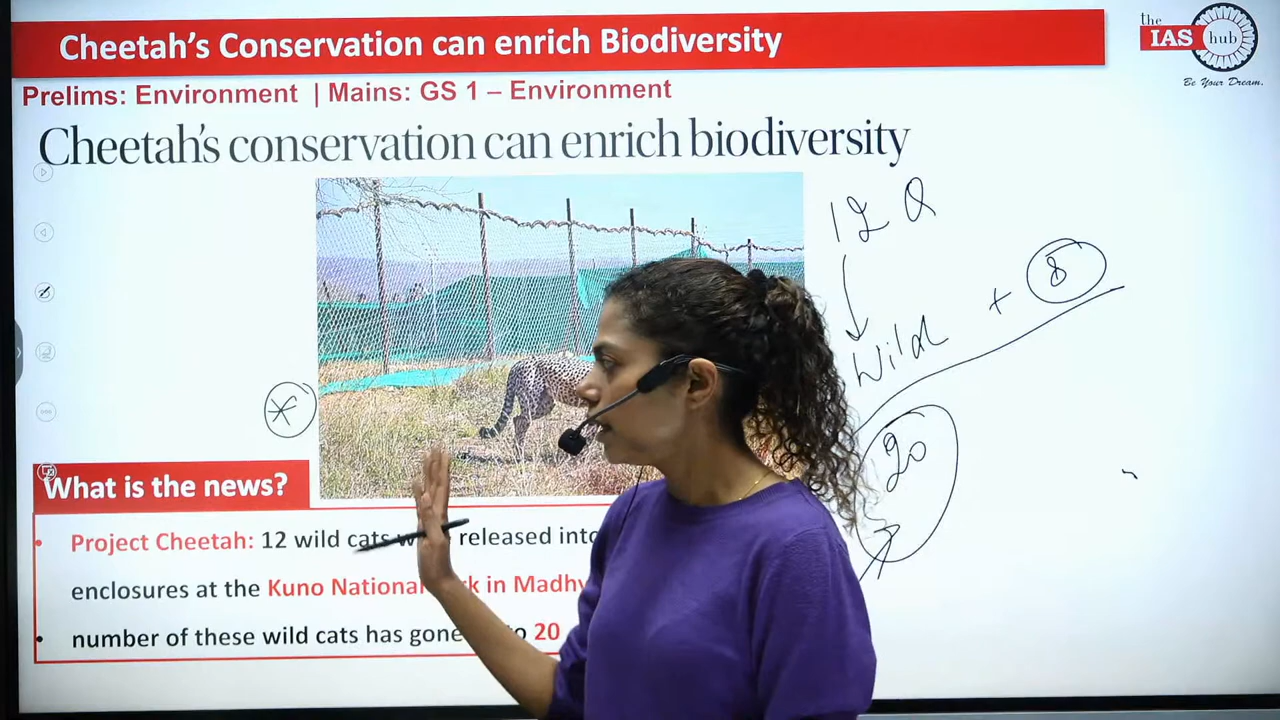 Cheetah's Conservation can enrich Biodiversity
the
IAS hub
Be Your Dream.
Prelims: Environment | Mains: GS 1 – Environment
Cheetah's conservation can enrich biodiversity
12
Wild + 8
20
What is the news?
• Project Cheetah: 12 wild cats released into
enclosures at the Kuno National in Madhy
• number of these wild cats has gone 20